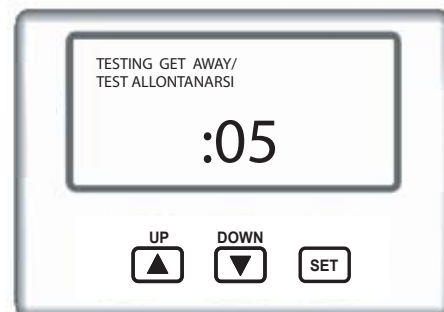 TESTING GET AWAY/
TEST ALLONTANARSI
:05
UP DOWN
SET